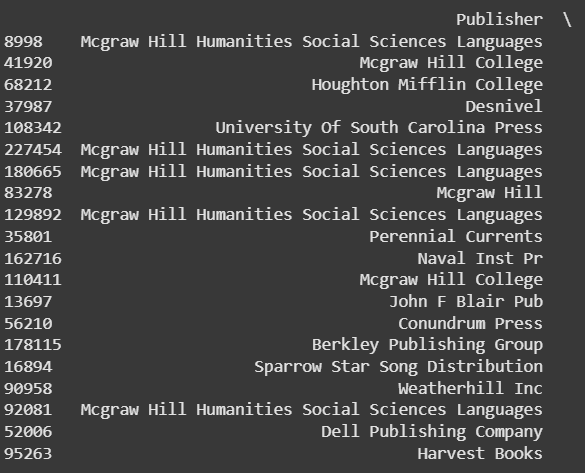 Publisher \
8998 Mcgraw Hill Humanities Social Sciences Languages
41920 Mcgraw Hill College
68212 Houghton Mifflin College
37987 Desnivel
108342 University Of South Carolina Press
227454 Mcgraw Hill Humanities Social Sciences Languages
180665 Mcgraw Hill Humanities Social Sciences Languages
83278 Mcgraw Hill
129892 Mcgraw Hill Humanities Social Sciences Languages
35801 Perennial Currents
162716 Naval Inst Pr
110411 Mcgraw Hill College
13697 John F Blair Pub
56210 Conundrum Press
178115 Berkley Publishing Group
16894 Sparrow Star Song Distribution
90958 Weatherhill Inc
92081 Mcgraw Hill Humanities Social Sciences Languages
52006 Dell Publishing Company
95263 Harvest Books